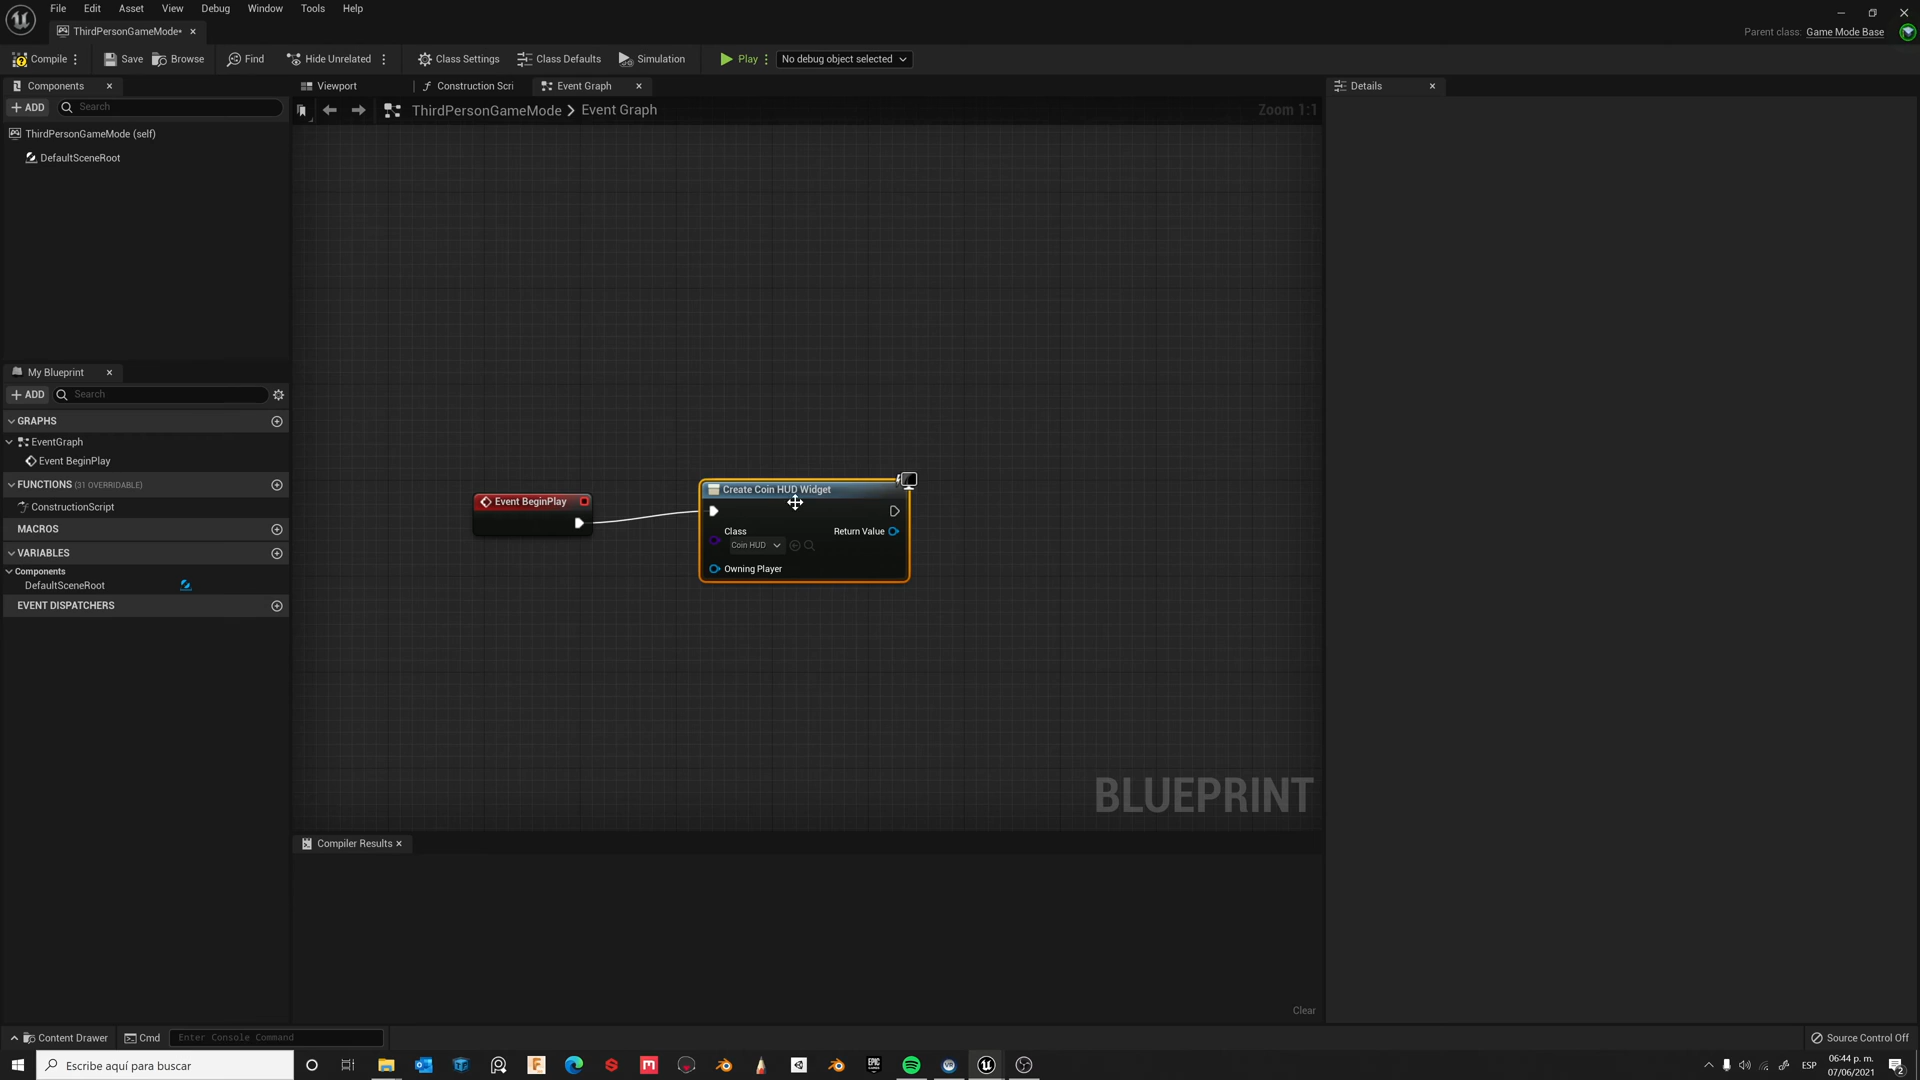 File Edit Asset View Debug Window Tools Help
ThirdPersonGameMode*
Parent class: Game Mode Base
Compile Save Browse Find Hide Unrelated Class Settings Class Defaults Simulation Play No debug object selected
Components Viewport Construction Scri Event Graph Details
ADD Search
ThirdPersonGameMode > Event Graph
Zoom 1:1
ThirdPersonGameMode (self)
DefaultSceneRoot
My Blueprint
ADD Search
GRAPHS
EventGraph
Event BeginPlay
FUNCTIONS (31 OVERRIDABLE)
ConstructionScript
MACROS
VARIABLES
Components
DefaultSceneRoot
EVENT DISPATCHERS
Event BeginPlay
Create Coin HUD Widget
Class
Coin HUD
Return Value
Owning Player
BLUEPRINT
Compiler Results
Clear
Content Drawer Cmd Enter Console Command
Source Control Off
Escribe aquí para buscar
ESP
06:44 p. m.
07/06/2021
2